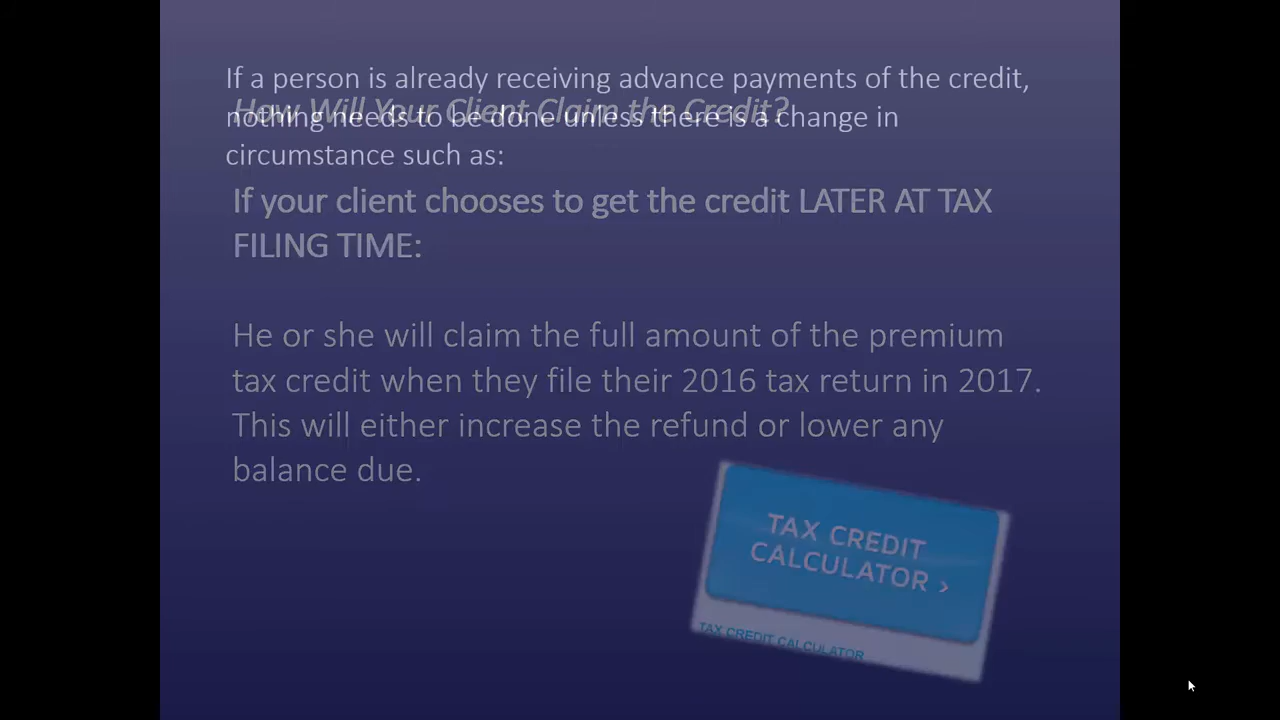 If a person is already receiving advance payments of the credit,
How Will Your Client Claim the Credit?
nothing needs to be done unless there is a change in
circumstance such as:
If your client chooses to get the credit LATER AT TAX
FILING TIME:
He or she will claim the full amount of the premium
tax credit when they file their 2016 tax return in 2017.
This will either increase the refund or lower any
balance due.
TAX CREDIT
CALCULATOR ›
TAX CREDIT CALCULATOR